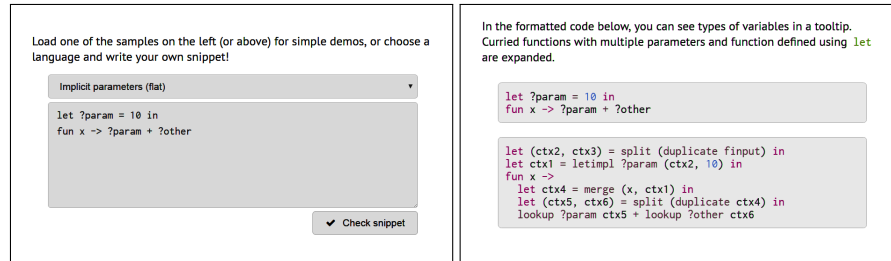 Load one of the samples on the left (or above) for simple demos, or choose a
language and write your own snippet!
Implicit parameters (flat)
let ?param = 10 in
fun x -> ?param + ?other
✔ Check snippet
In the formatted code below, you can see types of variables in a tooltip.
Curried functions with multiple parameters and function defined using let
are expanded.
let ?param = 10 in
fun x -> ?param + ?other
let (ctx2, ctx3) = split (duplicate finput) in
let ctx1 = letimpl ?param (ctx2, 10) in
fun x ->
  let ctx4 = merge (x, ctx1) in
  let (ctx5, ctx6) = split (duplicate ctx4) in
  lookup ?param ctx5 + lookup ?other ctx6